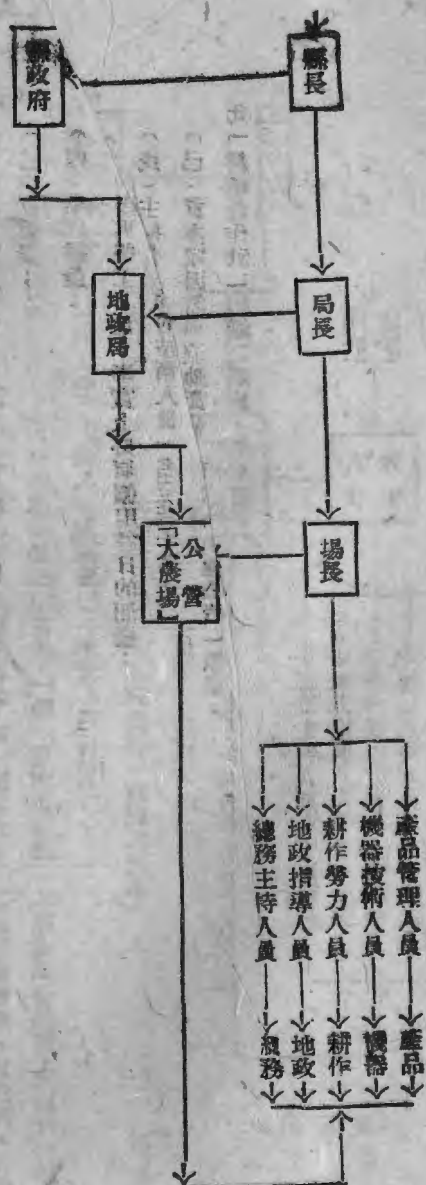 縣長
縣政府
局長
地政局
場長
公營
「大農場」
產品管理人員
機器技術人員
耕作勞力人員
地政指導人員
總務主持人員
產品
機器
耕作
地政
總務